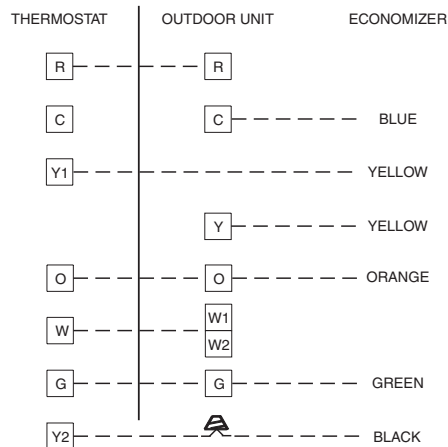 THERMOSTAT OUTDOOR UNIT ECONOMIZER
R R
C C BLUE
Y1 YELLOW
Y YELLOW
O O ORANGE
W W1
W2
G G GREEN
Y2 BLACK